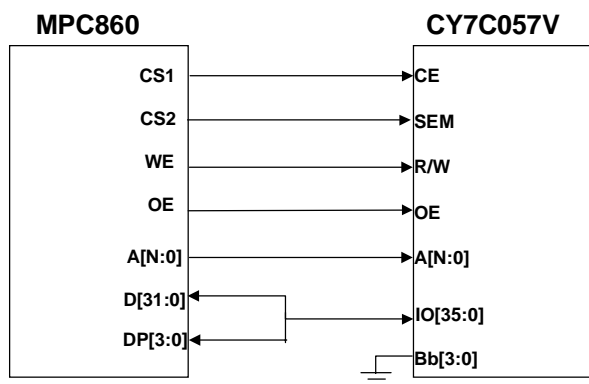 MPC860 CY7C057V
CS1 CE
CS2 SEM
WE R/W
OE OE
A[N:0] A[N:0]
D[31:0]
IO[35:0]
DP[3:0]
Bb[3:0]